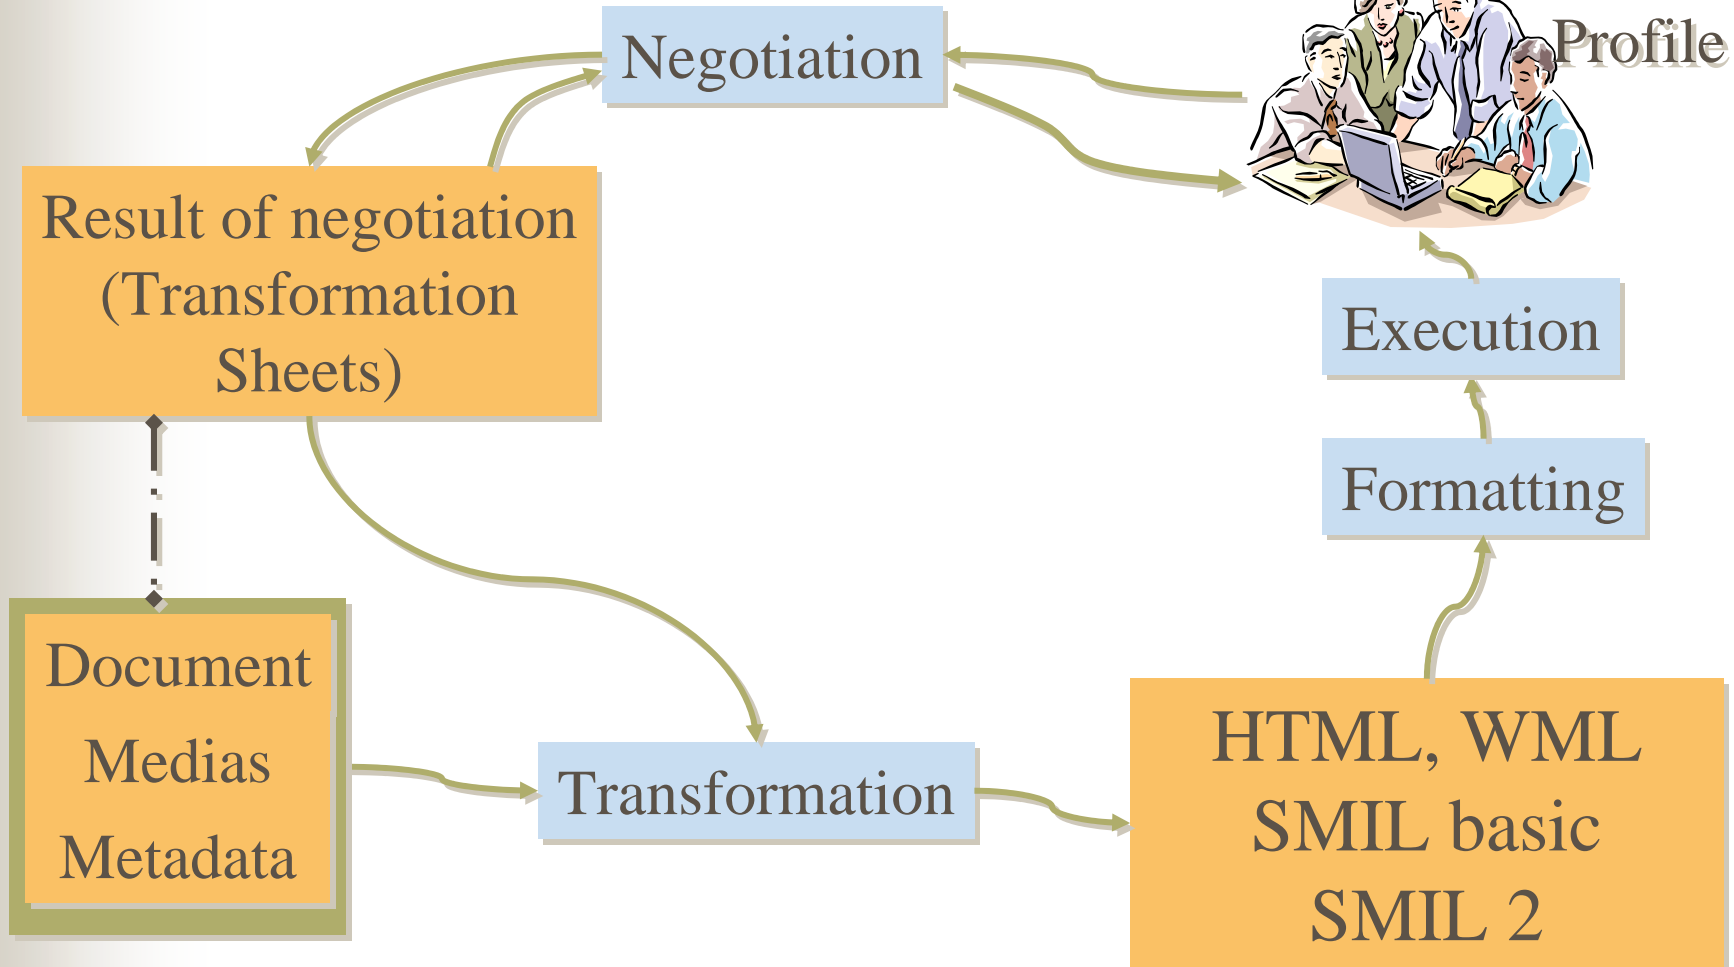 Negotiation
Profile
Result of negotiation
(Transformation
Sheets)
Execution
Formatting
Document
Medias
Metadata
Transformation
HTML, WML
SMIL basic
SMIL 2